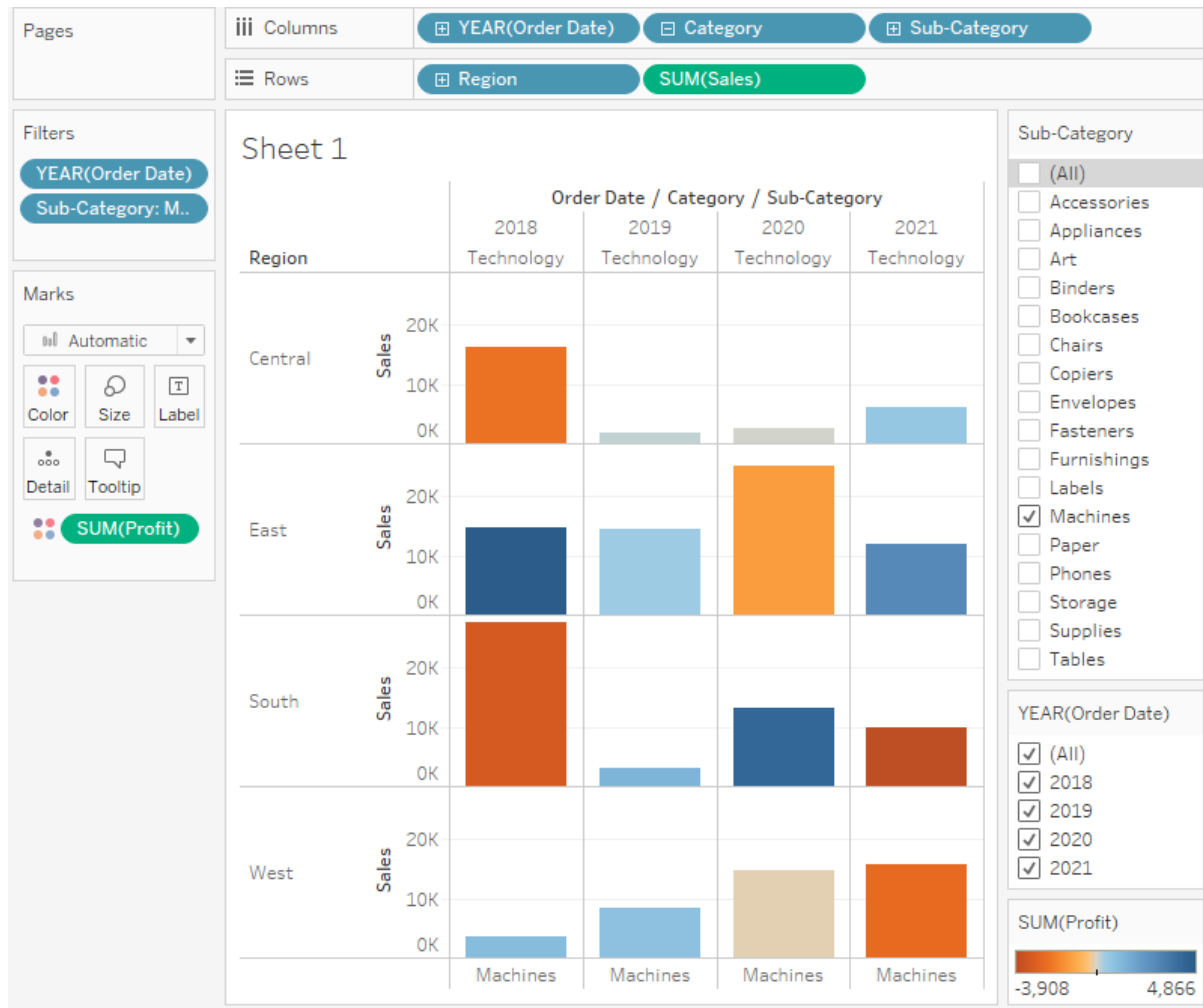 Pages
Columns
YEAR(Order Date)
Category
Sub-Category
Rows
Region
SUM(Sales)
Filters
YEAR(Order Date)
Sub-Category: M..
Marks
Automatic
Color Size Label
Detail Tooltip
SUM(Profit)
Sheet 1
Order Date / Category / Sub-Category
2018 2019 2020 2021
Region Technology Technology Technology Technology
Central
Sales
20K
10K
0K
East
Sales
20K
10K
0K
South
Sales
20K
10K
0K
West
Sales
20K
10K
0K
Machines Machines Machines Machines
Sub-Category
(All)
Accessories
Appliances
Art
Binders
Bookcases
Chairs
Copiers
Envelopes
Fasteners
Furnishings
Labels
Machines
Paper
Phones
Storage
Supplies
Tables
YEAR(Order Date)
(All)
2018
2019
2020
2021
SUM(Profit)
-3,908 4,866